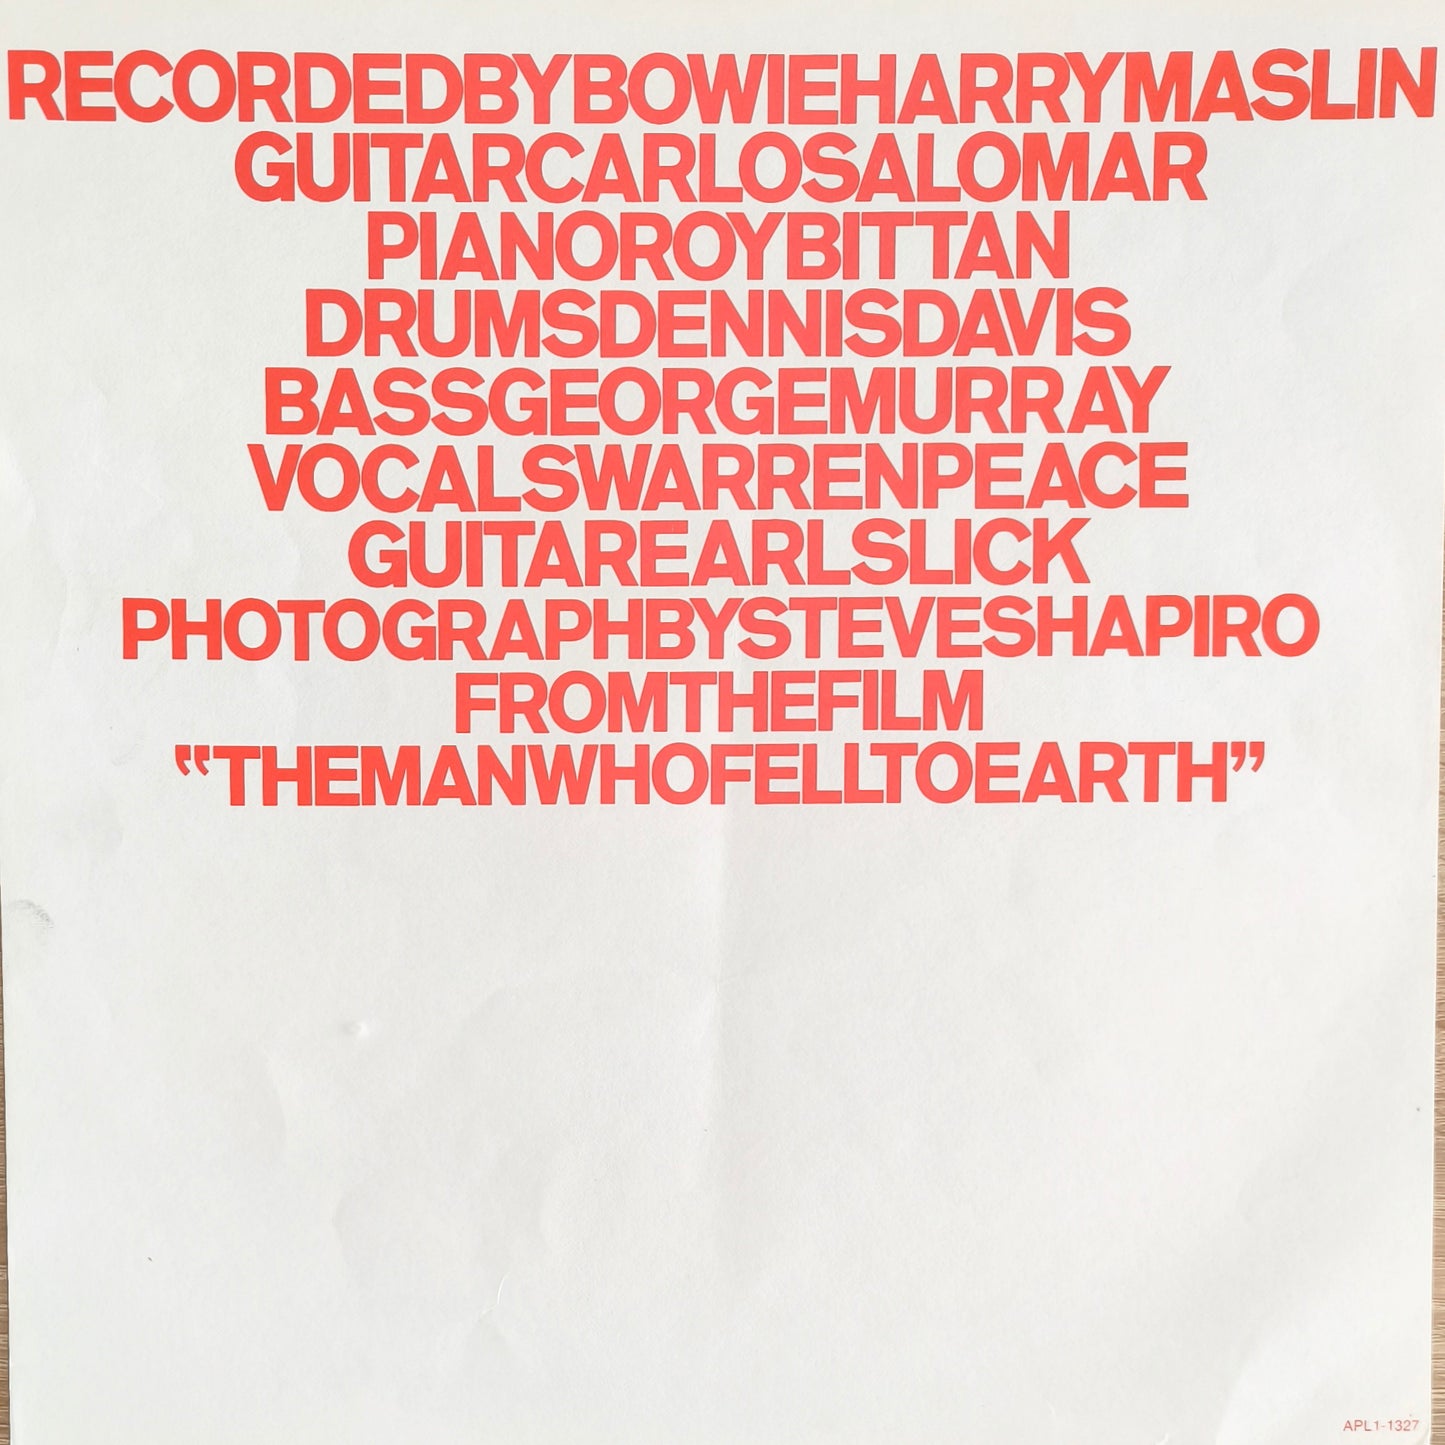 RECORDEDBYBOWIEHARRYMASLIN
GUITARCARLOSALOMAR
PIANOROYBITTAN
DRUMSDENNISDAVIS
BASSGEORGEMURRAY
VOCALSWARRENPEACE
GUITAREARLSLICK
PHOTOGRAPHBYSTEVESHAPIRO
FROMTHEFILM
“THEMANWHOFELLTOEARTH”
APL1-1327